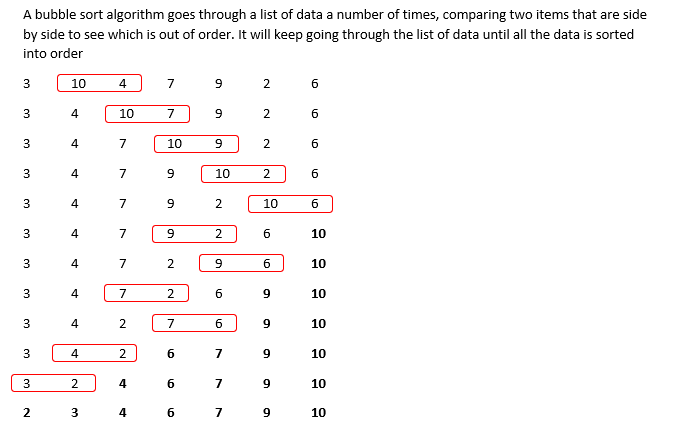 A bubble sort algorithm goes through a list of data a number of times, comparing two items that are side
by side to see which is out of order. It will keep going through the list of data until all the data is sorted
into order
3 10 4 7 9 2 6
3 4 10 7 9 2 6
3 4 7 10 9 2 6
3 4 7 9 10 2 6
3 4 7 9 2 10 6
3 4 7 9 2 6 10
3 4 7 2 9 6 10
3 4 7 2 6 9 10
3 4 2 7 6 9 10
3 4 2 6 7 9 10
3 2 4 6 7 9 10
2 3 4 6 7 9 10